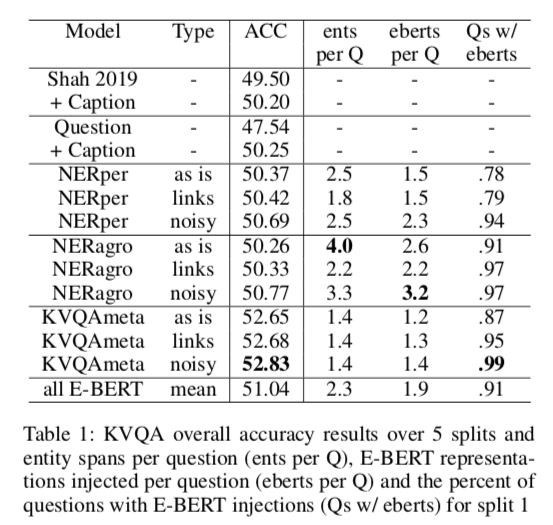 Model Type ACC ents per Q eberts per Q Qs w/ eberts
Shah 2019 - 49.50 - - -
+ Caption - 50.20 - - -
Question - 47.54 - - -
+ Caption - 50.25 - - -
NERper as is 50.37 2.5 1.5 .78
NERper links 50.42 1.8 1.5 .79
NERper noisy 50.69 2.5 2.3 .94
NERagro as is 50.26 4.0 2.6 .91
NERagro links 50.33 2.2 2.2 .97
NERagro noisy 50.77 3.3 3.2 .97
KVQAmeta as is 52.65 1.4 1.2 .87
KVQAmeta links 52.68 1.4 1.3 .95
KVQAmeta noisy 52.83 1.4 1.4 .99
all E-BERT mean 51.04 2.3 1.9 .91
Table 1: KVQA overall accuracy results over 5 splits and
entity spans per question (ents per Q), E-BERT representa-
tions injected per question (eberts per Q) and the percent of
questions with E-BERT injections (Qs w/ eberts) for split 1